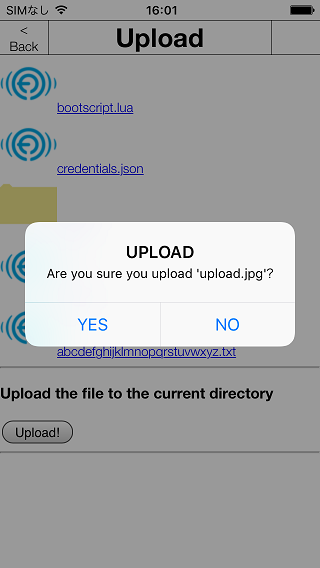 SIMなし 16:01
<
Back
Upload
bootscript.lua
credentials.json
UPLOAD
Are you sure you upload 'upload.jpg'?
YES NO
abcdefghijklmnopqrstuvwxyz.txt
Upload the file to the current directory
Upload!